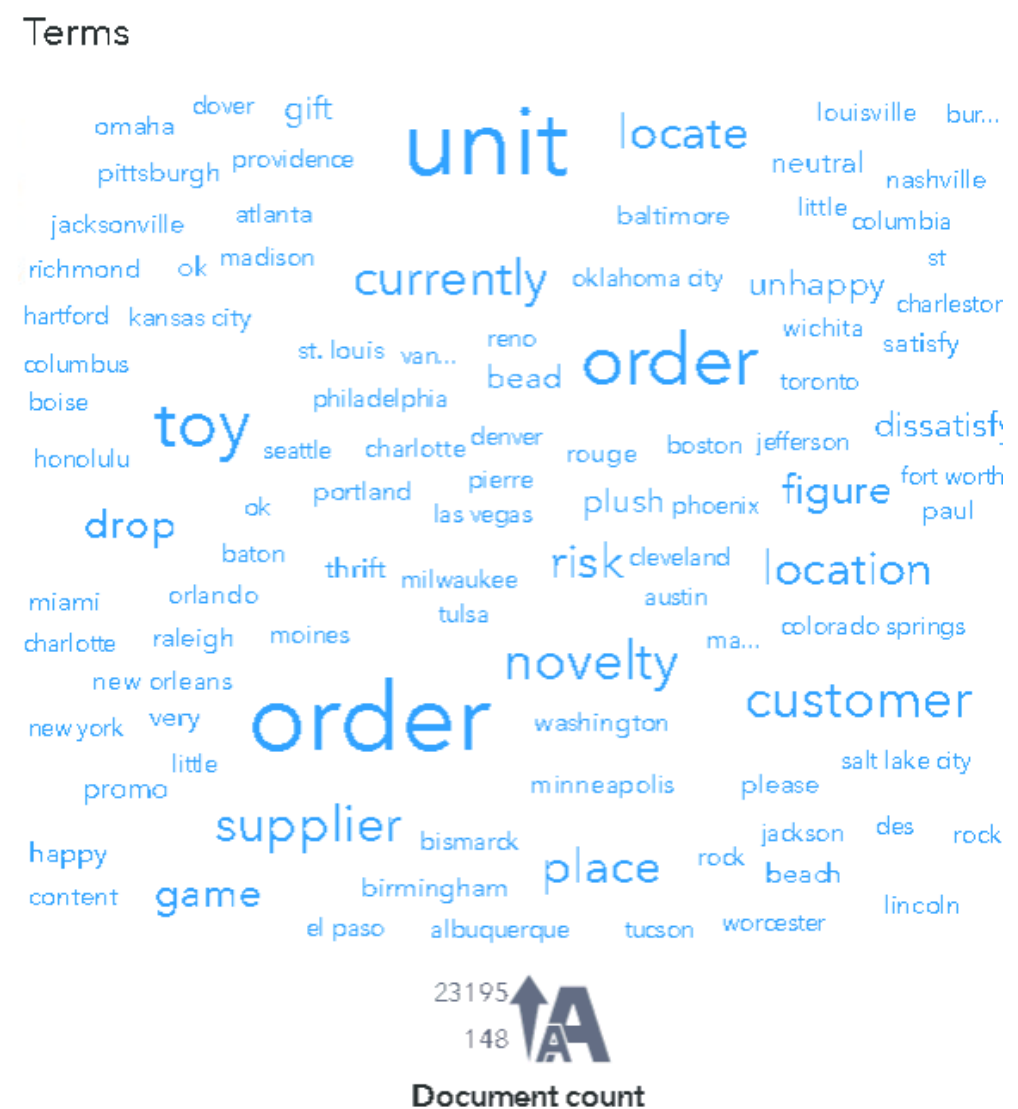 Terms
dover gift
omaha
unit locate
louisville bur...
pittsburgh providence
neutral
nashville
jacksonville atlanta
baltimore
little columbia
richmond ok madison
currently oklahoma city unhappy
st
charleston
hartford kansas city
wichita
satisfy
columbus
st. louis van...
reno
bead
order
toronto
boise
philadelphia
toy
dissatisfy
honolulu
seattle charlotte denver
rouge boston jefferson
portland pierre
figure fort worth
drop
ok
las vegas
plush phoenix
paul
baton
thrift milwaukee
risk cleveland
location
miami orlando
tulsa
austin
charlotte raleigh moines
ma... colorado springs
new orleans
novelty
customer
new york very
order
washington
little
salt lake city
promo
minneapolis please
supplier bismarck
jackson des rock
happy
place rock beach
content game
birmingham
lincoln
el paso albuquerque tucson worcester
23195
148
Document count